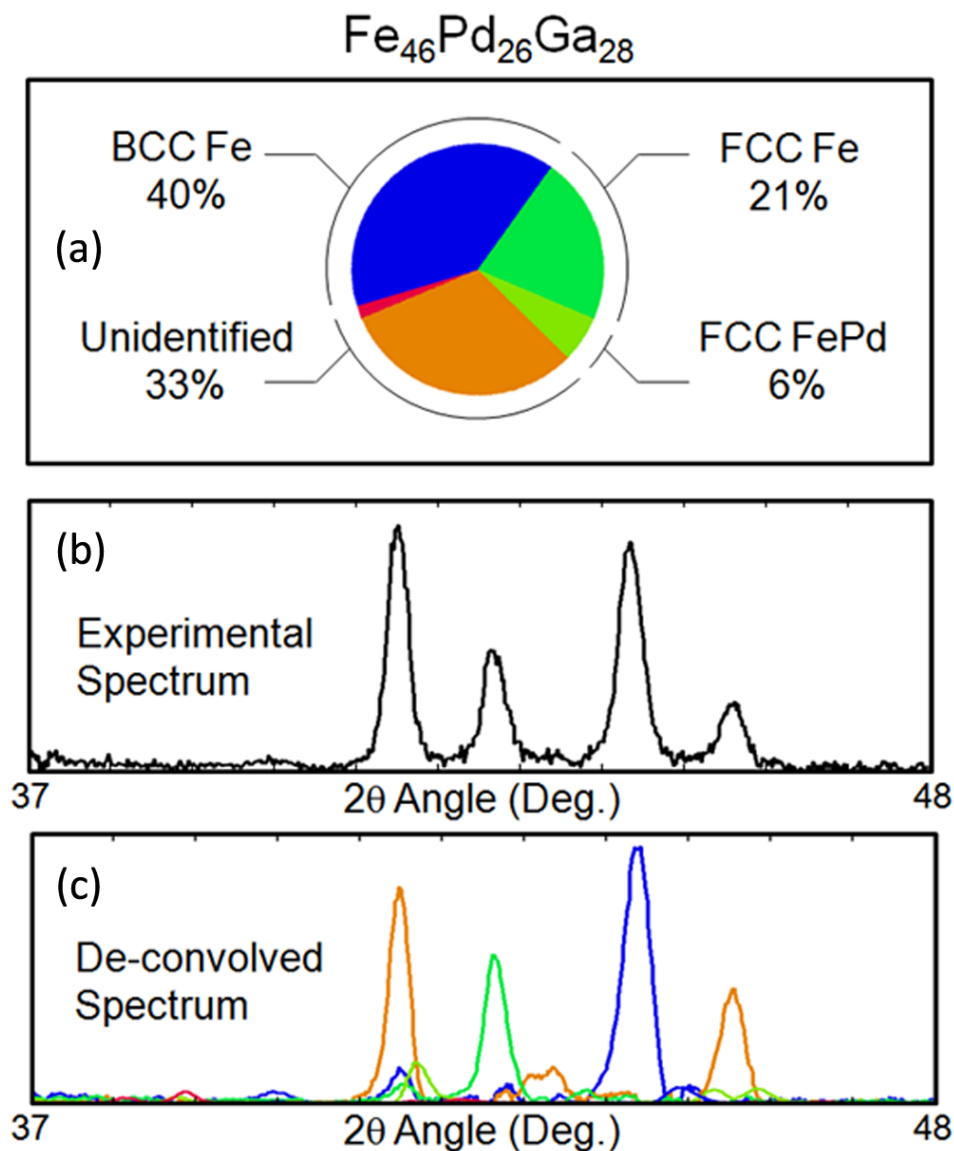 Fe₄₆Pd₂₆Ga₂₈
BCC Fe
40%
FCC Fe
21%
(a)
Unidentified
33%
FCC FePd
6%
(b)
Experimental
Spectrum
37
2θ Angle (Deg.)
48
(c)
De-convolved
Spectrum
37
2θ Angle (Deg.)
48